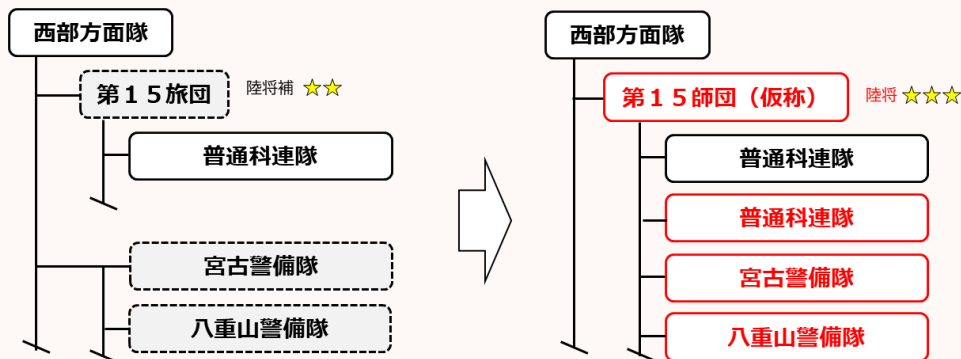 西部方面隊
第１５旅団 陸将補 ☆☆
普通科連隊
宮古警備隊
八重山警備隊
西部方面隊
第１５師団（仮称） 陸将 ☆☆☆
普通科連隊
普通科連隊
宮古警備隊
八重山警備隊